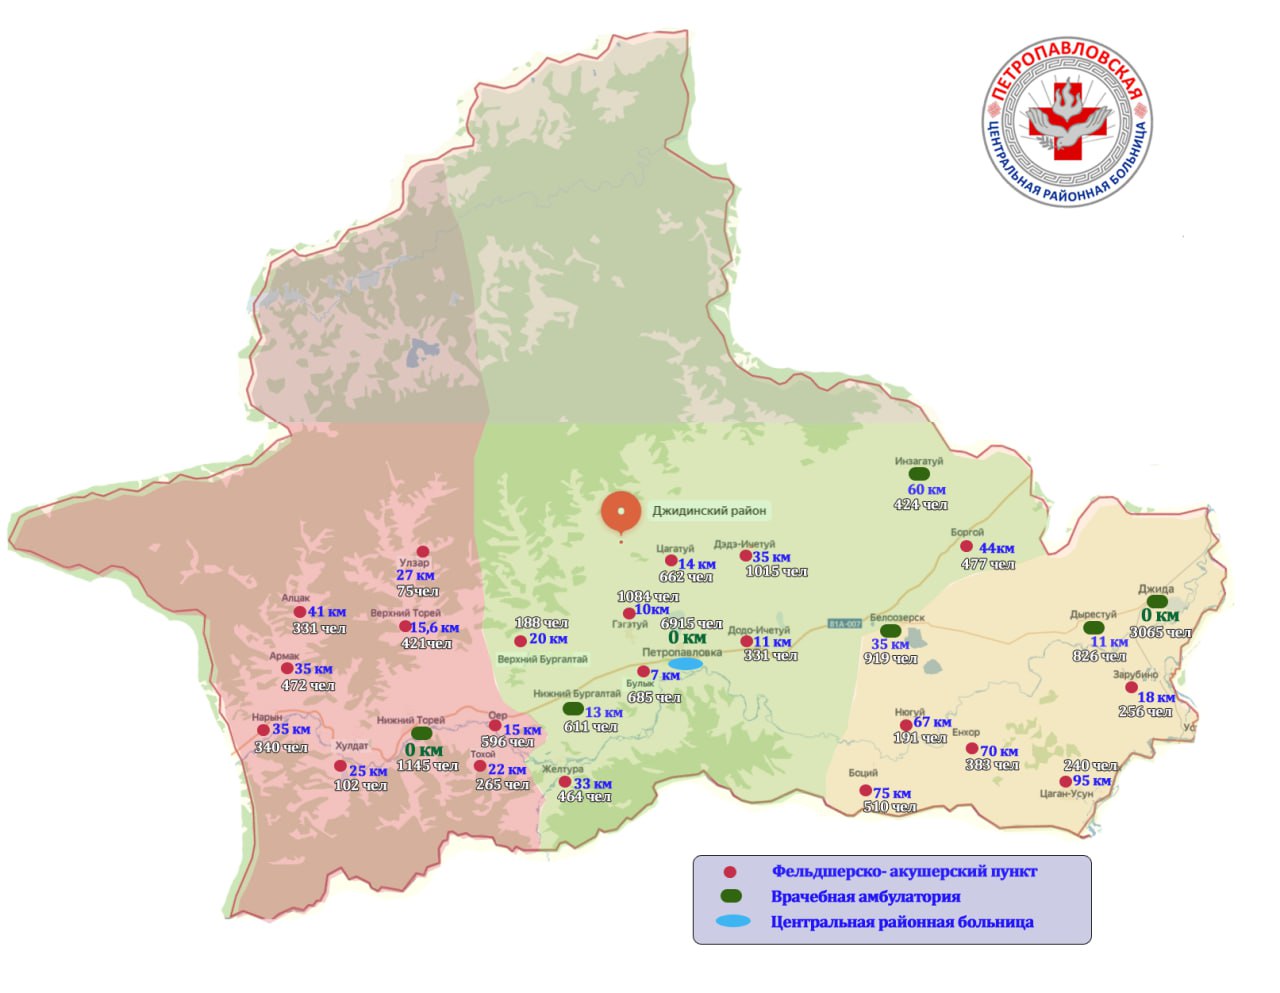 ПЕТРОПАВЛОВСКАЯ
ЦЕНТРАЛЬНАЯ РАЙОННАЯ БОЛЬНИЦА
Инзагатуй
60 км
424 чел
Джидинский район
Боргой
44км
477 чел
Цагатуй
14 км
662 чел
Дэдэ-Ичетуй
35 км
1015 чел
Улзар
27 км
75чел
Джида
0 км
3065 чел
Алцак
41 км
331 чел
Верхний Торей
15,6 км
421чел
1084 чел
10км
Гэгэтуй
188 чел
20 км
Верхний Бургалтай
6915 чел
0 км
Петропавловка
Додо-Ичетуй
11 км
331 чел
81А-007
Белоозерск
35 км
919 чел
Дырестуй
11 км
826 чел
Армак
35 км
472 чел
7 км
Булык
685 чел
Зарубино
18 км
256 чел
Нижний Бургалтай
13 км
611 чел
Нарын
35 км
340 чел
Нижний Торей
0 км
1145 чел
Оер
15 км
596 чел
Нюгуй
67 км
191 чел
Енхор
70 км
383 чел
Ус
Хулдат
25 км
102 чел
Тохой
22 км
265 чел
Желтура
33 км
464 чел
Боций
75 км
510 чел
240 чел
95 км
Цаган-Усун
Фельдшерско- акушерский пункт
Врачебная амбулатория
Центральная районная больница